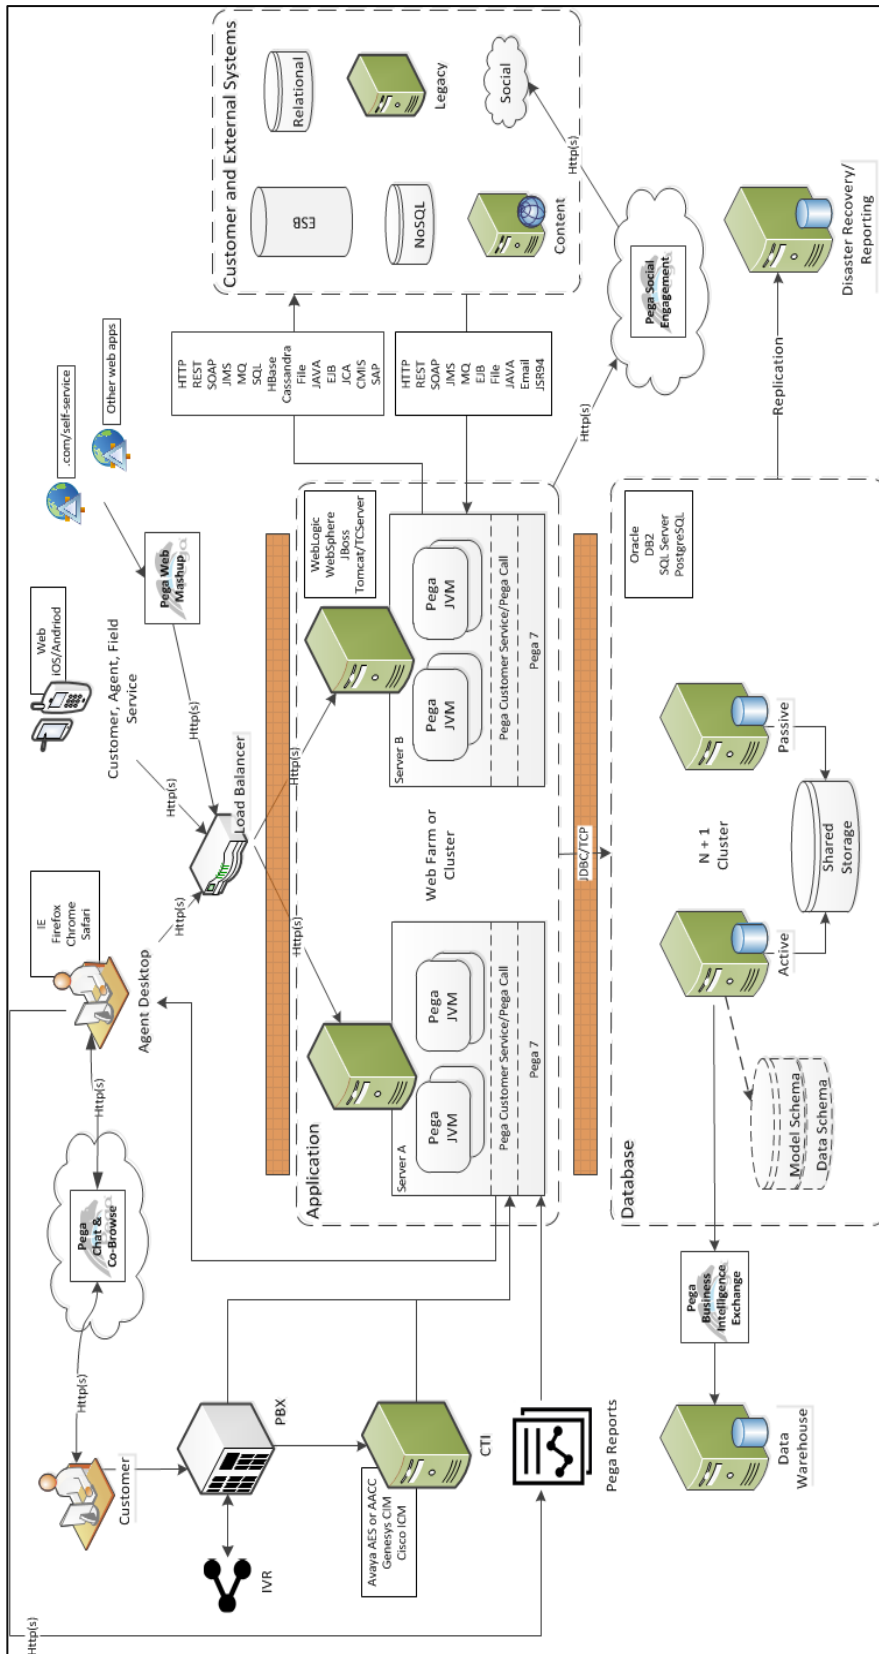 Http(s)
Customer
Http(s)
Pega
Chat &
Co-Browse
Http(s)
IE
Firefox
Chrome
Safari
Agent Desktop
Http(s)
Web
iOS/Andriod
Customer, Agent, Field
Service
Http(s)
.com/self-service
Other web apps
Pega Web
Mashup
Http(s)
Load Balancer
IVR
PBX
Avaya AES or AACC
Genesys CIM
Cisco ICM
CTI
Pega Reports
Application
Http(s)
Http(s)
Server A
Pega
JVM
Pega
JVM
Pega Customer Service/Pega Call
Pega 7
Web Farm or
Cluster
WebLogic
WebSphere
JBoss
Tomcat/TCServer
Server B
Pega
JVM
Pega
JVM
Pega Customer Service/Pega Call
Pega 7
HTTP
REST
SOAP
JMS
MQ
SQL
HBase
Cassandra
File
JAVA
EJB
JCA
CMIS
SAP
HTTP
REST
SOAP
JMS
MQ
EJB
File
JAVA
Email
JSR94
Customer and External Systems
ESB
Relational
NoSQL
Legacy
Content
Social
Http(s)
Http(s)
Pega Social
Engagement
JDBC/TCP
Database
Oracle
DB2
SQL Server
PostgreSQL
N + 1
Cluster
Active
Passive
Shared
Storage
Model Schema
Data Schema
Pega
Business
Intelligence
Exchange
Data
Warehouse
Replication
Disaster Recovery/
Reporting